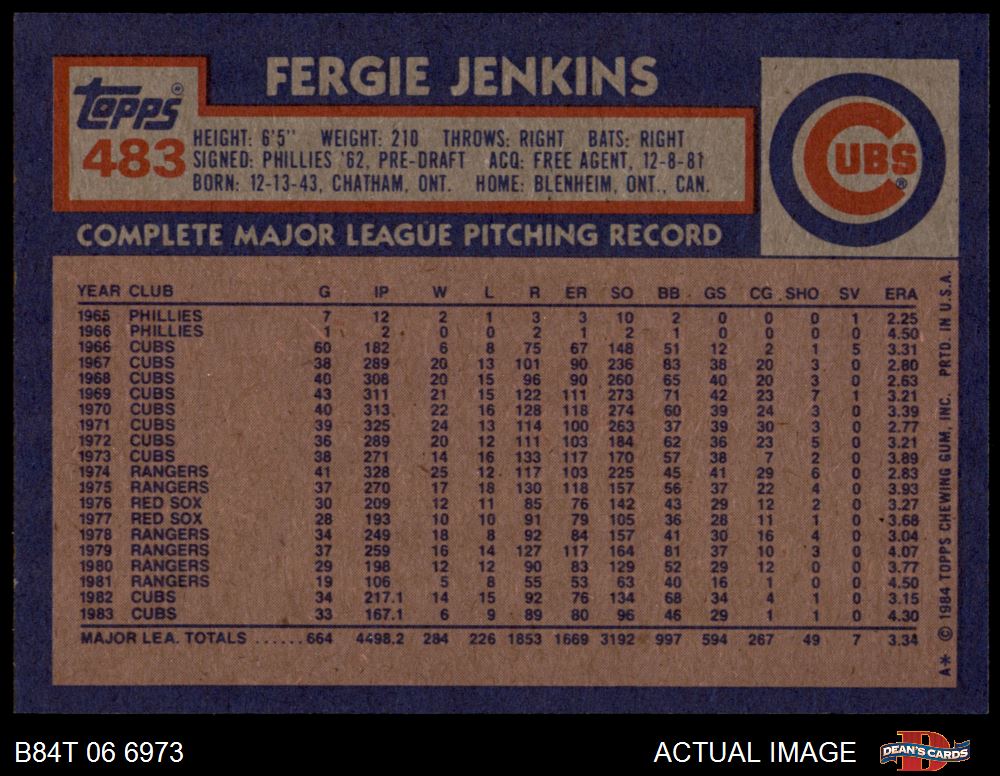 FERGIE JENKINS
Topps®
483
HEIGHT: 6'5" WEIGHT: 210 THROWS: RIGHT BATS: RIGHT
SIGNED: PHILLIES '62, PRE-DRAFT ACQ: FREE AGENT, 12-8-81
BORN: 12-13-43, CHATHAM, ONT. HOME: BLENHEIM, ONT., CAN.
CUBS®
COMPLETE MAJOR LEAGUE PITCHING RECORD
YEAR CLUB G IP W L R ER SO BB GS CG SHO SV ERA
1965 PHILLIES 7 12 2 1 3 3 10 2 0 0 0 1 2.25
1966 PHILLIES 1 2 0 0 2 1 2 1 0 0 0 0 4.50
1966 CUBS 60 182 6 8 75 67 148 51 12 2 1 5 3.31
1967 CUBS 38 289 20 13 101 90 236 83 38 20 3 0 2.80
1968 CUBS 40 308 20 15 96 90 260 65 40 20 3 0 2.63
1969 CUBS 43 311 21 15 122 111 273 71 42 23 7 1 3.21
1970 CUBS 40 313 22 16 128 118 274 60 39 24 3 0 3.39
1971 CUBS 39 325 24 13 114 100 263 37 39 30 3 0 2.77
1972 CUBS 36 289 20 12 111 103 184 62 36 23 5 0 3.21
1973 CUBS 38 271 14 16 133 117 170 57 38 7 2 0 3.89
1974 RANGERS 41 328 25 12 117 103 225 45 41 29 6 0 2.83
1975 RANGERS 37 270 17 18 130 118 157 56 37 22 4 0 3.93
1976 RED SOX 30 209 12 11 85 76 142 43 29 12 2 0 3.27
1977 RED SOX 28 193 10 10 91 79 105 36 28 11 1 0 3.68
1978 RANGERS 34 249 18 8 92 84 157 41 30 16 4 0 3.04
1979 RANGERS 37 259 16 14 127 117 164 81 37 10 3 0 4.07
1980 RANGERS 29 198 12 12 90 83 129 52 29 12 0 0 3.77
1981 RANGERS 19 106 5 8 55 53 63 40 16 1 0 0 4.50
1982 CUBS 34 217.1 14 15 92 76 134 68 34 4 1 0 3.15
1983 CUBS 33 167.1 6 9 89 80 96 46 29 1 1 0 4.30
MAJOR LEA. TOTALS ......664 4498.2 284 226 1853 1669 3192 997 594 267 49 7 3.34
A* © 1984 TOPPS CHEWING GUM, INC. PRTD. IN U.S.A.
B84T 06 6973
ACTUAL IMAGE
D
DEAN'S CARDS